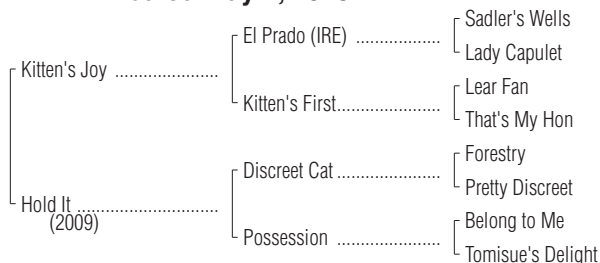 Sadler's Wells
El Prado (IRE) ...................
Lady Capulet
Kitten's Joy .......................
Lear Fan
Kitten's First.......................
That's My Hon
Forestry
Discreet Cat.......................
Pretty Discreet
Hold It ...............................
(2009)
Belong to Me
Possession .......................
Tomisue's Delight